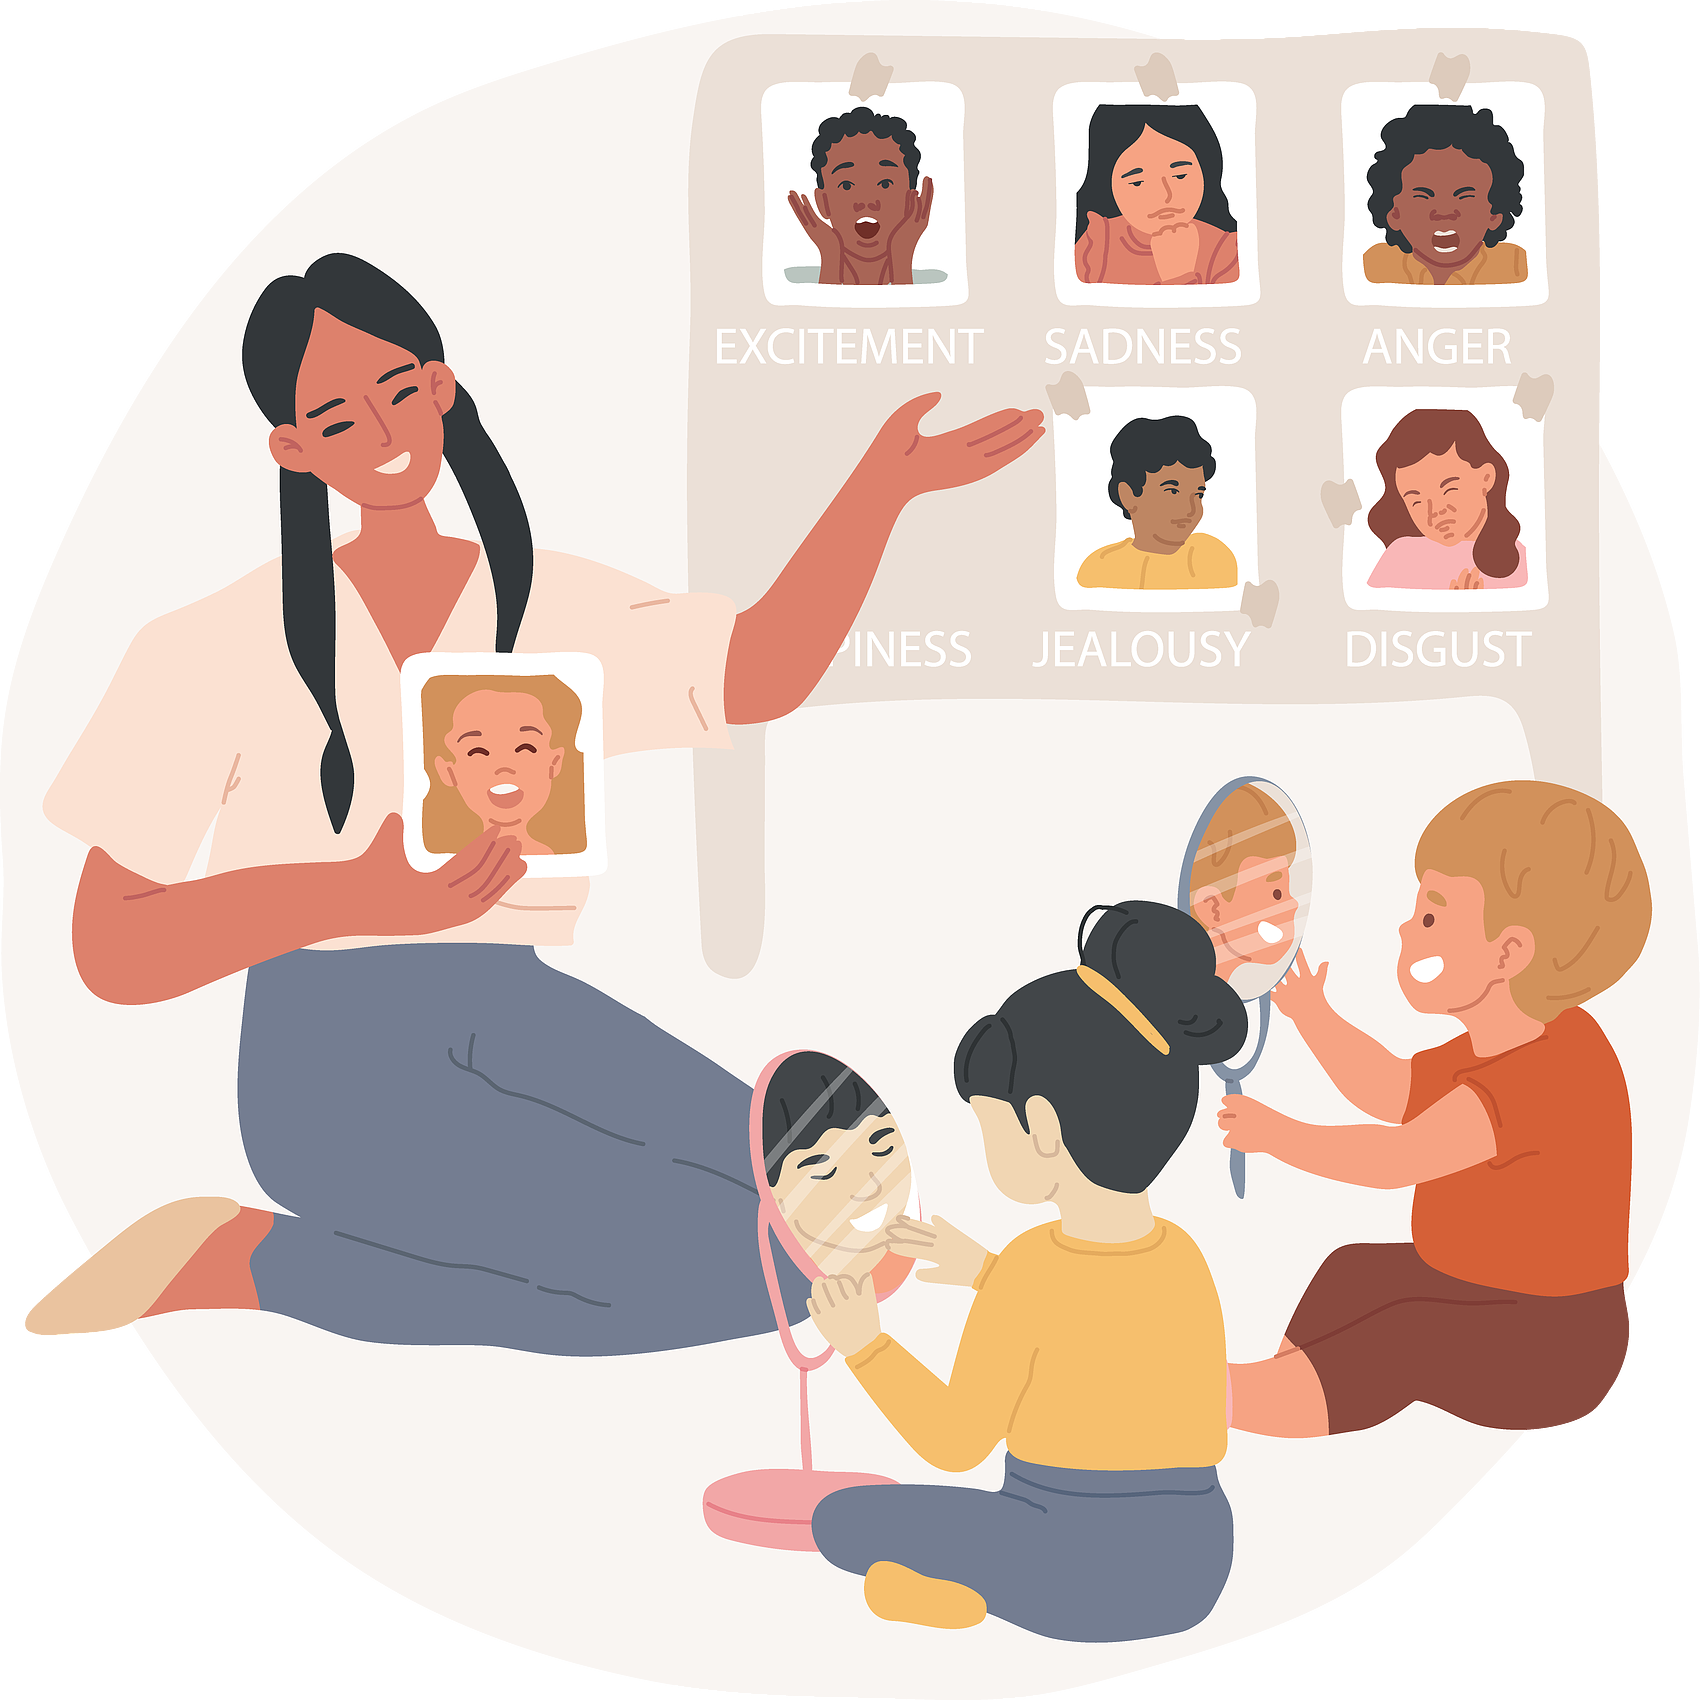 EXCITEMENT SADNESS ANGER
PINESS JEALOUSY DISGUST